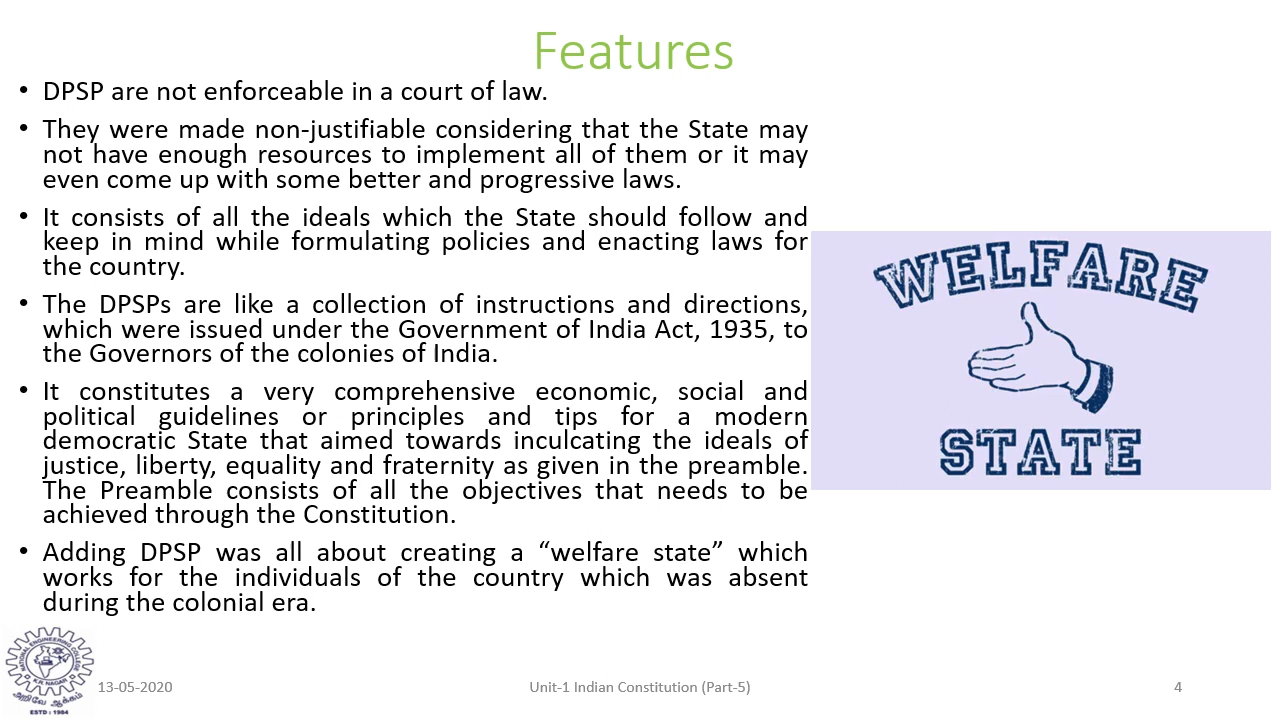 Features
• DPSP are not enforceable in a court of law.
• They were made non-justifiable considering that the State may
not have enough resources to implement all of them or it may
even come up with some better and progressive laws.
• It consists of all the ideals which the State should follow and
keep in mind while formulating policies and enacting laws for
the country.
• The DPSPs are like a collection of instructions and directions,
which were issued under the Government of India Act, 1935, to
the Governors of the colonies of India.
• It constitutes a very comprehensive economic, social and
political guidelines or principles and tips for a modern
democratic State that aimed towards inculcating the ideals of
justice, liberty, equality and fraternity as given in the preamble.
The Preamble consists of all the objectives that needs to be
achieved through the Constitution.
• Adding DPSP was all about creating a “welfare state” which
works for the individuals of the country which was absent
during the colonial era.
WELFARE
STATE
NATIONAL ENGINEERING COLLEGE
K.R.NAGAR
அறிவே ஆக்கம்
ESTD : 1984
13-05-2020
Unit-1 Indian Constitution (Part-5)
4